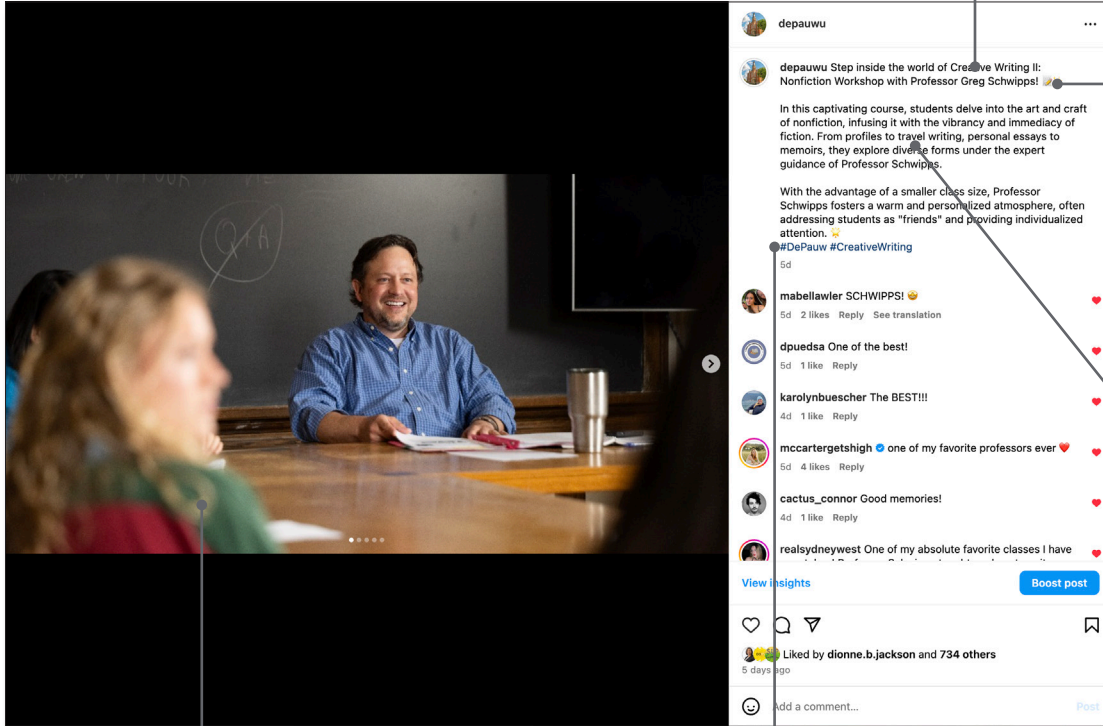 depauwu
depauwu Step inside the world of Creative Writing II:
Nonfiction Workshop with Professor Greg Schwipps! 📝
In this captivating course, students delve into the art and craft
of nonfiction, infusing it with the vibrancy and immediacy of
fiction. From profiles to travel writing, personal essays to
memoirs, they explore diverse forms under the expert
guidance of Professor Schwipps.
With the advantage of a smaller class size, Professor
Schwipps fosters a warm and personalized atmosphere, often
addressing students as "friends" and providing individualized
attention. 💡
#DePauw #CreativeWriting
5d
Q+A
mabellawler SCHWIPPS! 🤩
5d 2 likes Reply See translation
dpuedsa One of the best!
5d 1 like Reply
karolynbuescher The BEST!!!
4d 1 like Reply
mccartergetshigh one of my favorite professors ever ❤️
5d 4 likes Reply
cactus_connor Good memories!
4d 1 like Reply
realsydneywest One of my absolute favorite classes I have
View insights
Boost post
Liked by dionne.b.jackson and 734 others
5 days ago
Add a comment...
Post